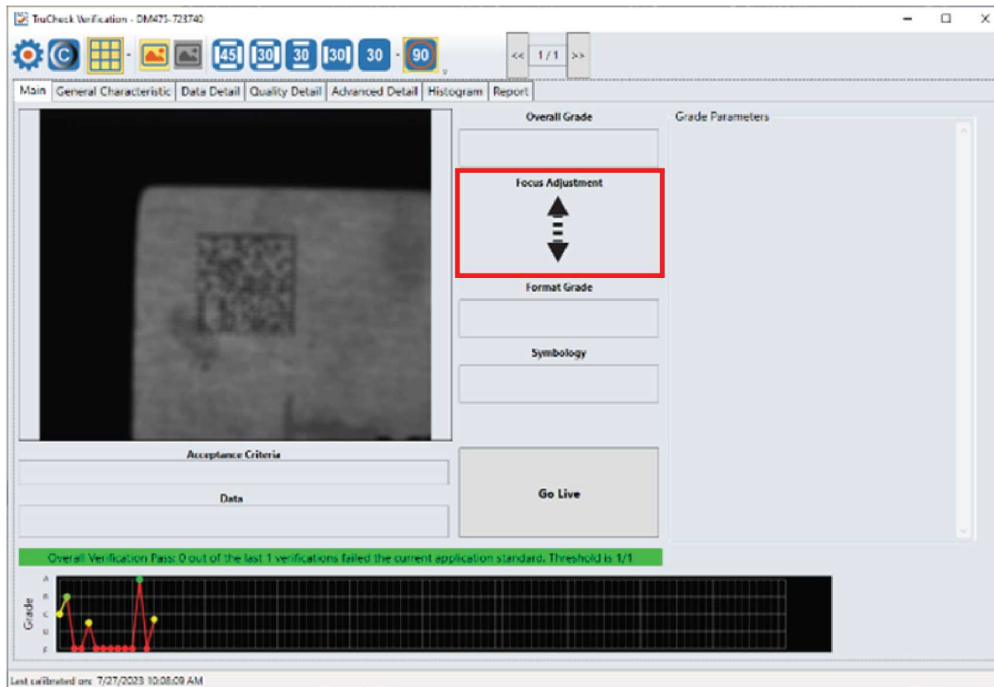 TruCheck Verification - DM475-723740
C 45 30 30 30 30 90 << 1 / 1 >>
Main General Characteristic Data Detail Quality Detail Advanced Detail Histogram Report
Overall Grade
Grade Parameters
Focus Adjustment
Format Grade
Symbology
Acceptance Criteria
Go Live
Data
Overall Verification Pass: 0 out of the last 1 verifications failed the current application standard. Threshold is 1/1
Grade
A
B
C
D
F
Last calibrated on: 7/27/2023 10:08:09 AM